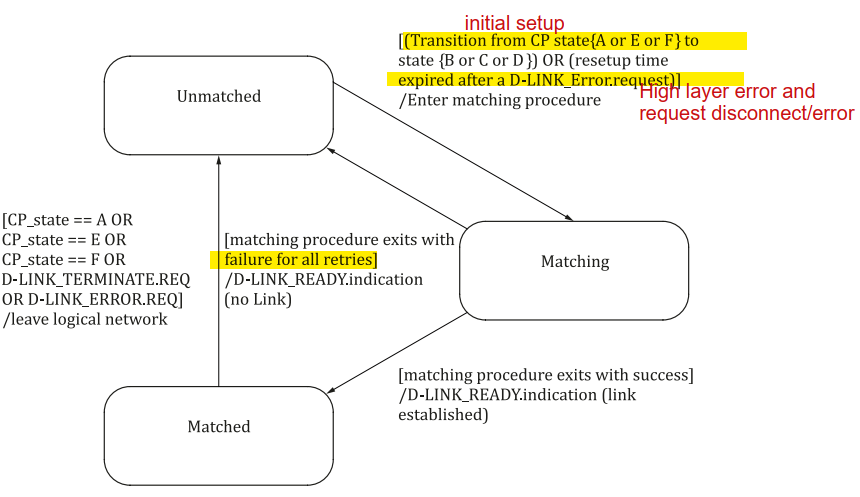 initial setup
[(Transition from CP state{A or E or F} to
state {B or C or D}) OR (resetup time
expired after a D-LINK_Error.request)]
/Enter matching procedure
High layer error and
request disconnect/error
Unmatched
[CP_state == A OR
CP_state == E OR
CP_state == F OR
D-LINK_TERMINATE.REQ
OR D-LINK_ERROR.REQ]
/leave logical network
[matching procedure exits with
failure for all retries]
/D-LINK_READY.indication
(no Link)
Matching
[matching procedure exits with success]
/D-LINK_READY.indication (link
established)
Matched